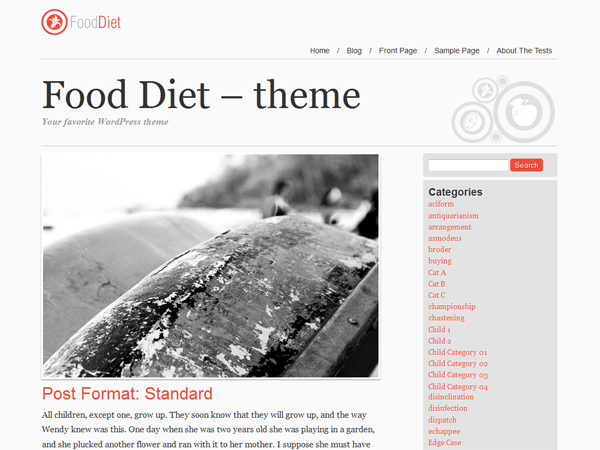 FoodDiet
Home / Blog / Front Page / Sample Page / About The Tests
Food Diet – theme
Your favorite WordPress theme
Search
Categories
aciform
antiquarianism
arrangement
asmodeus
broder
buying
Cat A
Cat B
Cat C
championship
chastening
Child 1
Child 2
Child Category 01
Child Category 02
Child Category 03
Child Category 04
disinclination
disinfection
dispatch
echappee
Edge Case
Post Format: Standard
All children, except one, grow up. They soon know that they will grow up, and the way
Wendy knew was this. One day when she was two years old she was playing in a garden,
and she plucked another flower and ran with it to her mother. I suppose she must have